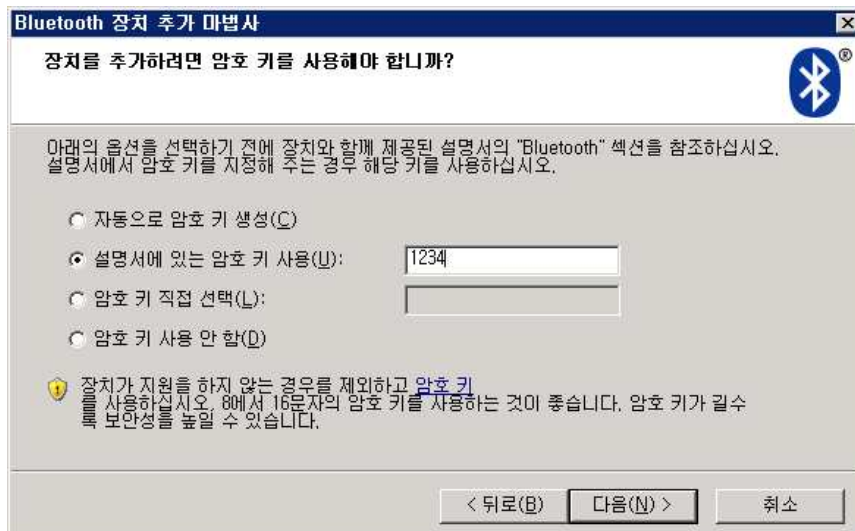 Bluetooth 장치 추가 마법사
장치를 추가하려면 암호 키를 사용해야 합니까?
®
아래의 옵션을 선택하기 전에 장치와 함께 제공된 설명서의 "Bluetooth" 섹션을 참조하십시오.
설명서에서 암호 키를 지정해 주는 경우 해당 키를 사용하십시오.
자동으로 암호 키 생성(C)
설명서에 있는 암호 키 사용(U): 1234
암호 키 직접 선택(L):
암호 키 사용 안 함(D)
장치가 지원을 하지 않는 경우를 제외하고 암호 키
를 사용하십시오. 8에서 16문자의 암호 키를 사용하는 것이 좋습니다. 암호 키가 길수
록 보안성을 높일 수 있습니다.
< 뒤로(B) 다음(N) > 취소